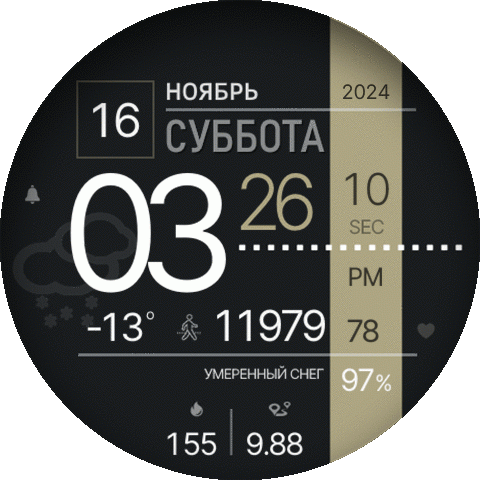 16 НОЯБРЬ 2024
СУББОТА
03 26 10
SEC
PM
-13° 11979 78
УМЕРЕННЫЙ СНЕГ 97%
155 9.88